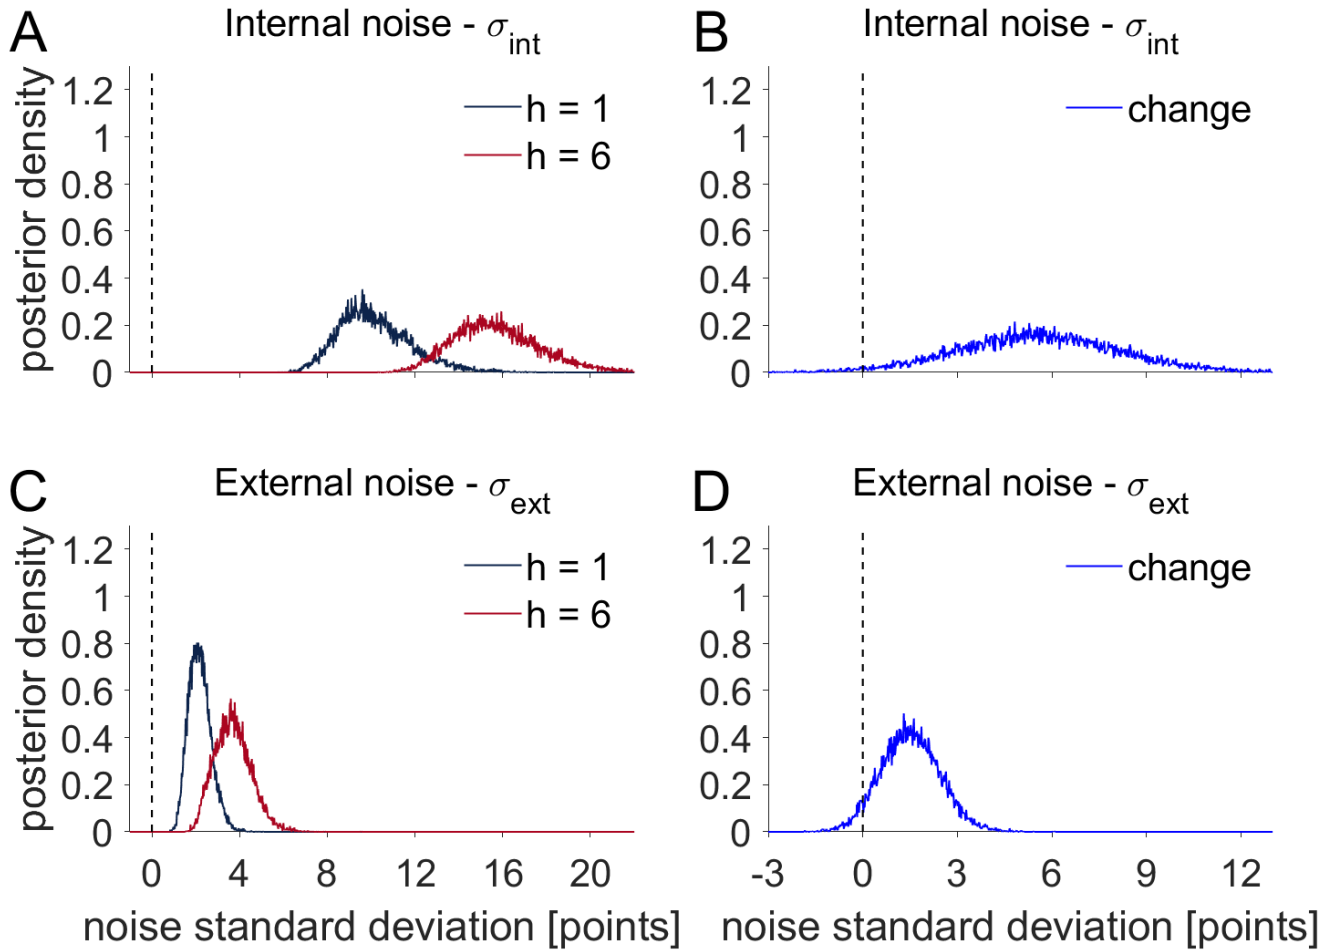 A
Internal noise - σint
posterior density
1.2
1
0.8
0.6
0.4
0.2
0
h = 1
h = 6
B
Internal noise - σint
1.2
1
0.8
0.6
0.4
0.2
0
change
C
External noise - σext
posterior density
1.2
1
0.8
0.6
0.4
0.2
0
h = 1
h = 6
0 4 8 12 16 20
noise standard deviation [points]
D
External noise - σext
1.2
1
0.8
0.6
0.4
0.2
0
change
-3 0 3 6 9 12
noise standard deviation [points]